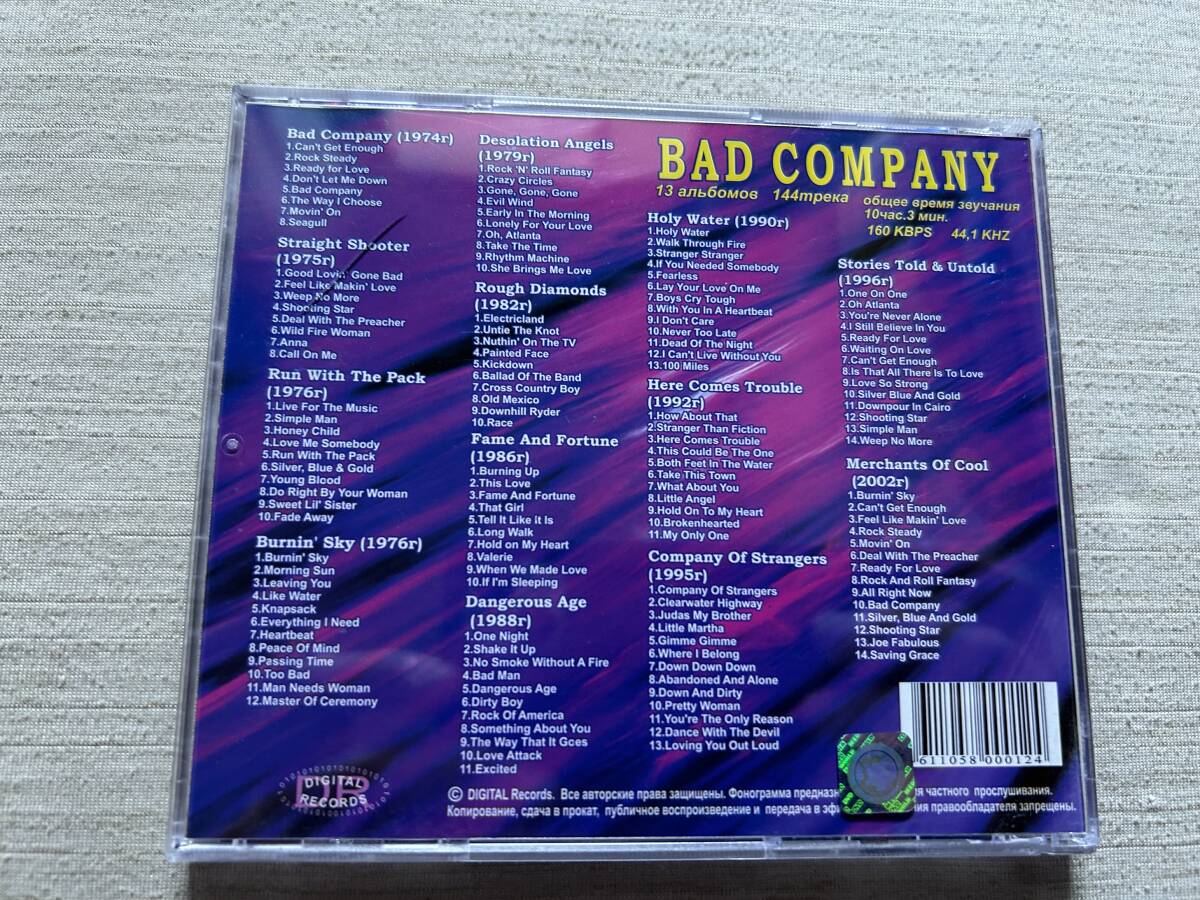 Bad Company (1974г)
1.Can't Get Enough
2.Rock Steady
3.Ready for Love
4.Don't Let Me Down
5.Bad Company
6.The Way I Choose
7.Movin' On
8.Seagull
Straight Shooter
(1975г)
1.Good Lovin' Gone Bad
2.Feel Like Makin' Love
3.Weep No More
4.Shooting Star
5.Deal With The Preacher
6.Wild Fire Woman
7.Anna
8.Call On Me
Run With The Pack
(1976г)
1.Live For The Music
2.Simple Man
3.Honey Child
4.Love Me Somebody
5.Run With The Pack
6.Silver, Blue & Gold
7.Young Blood
8.Do Right By Your Woman
9.Sweet Lil' Sister
10.Fade Away
Burnin' Sky (1976г)
1.Burnin' Sky
2.Morning Sun
3.Leaving You
4.Like Water
5.Knapsack
6.Everything I Need
7.Heartbeat
8.Peace Of Mind
9.Passing Time
10.Too Bad
11.Man Needs Woman
12.Master Of Ceremony
Desolation Angels
(1979г)
1.Rock 'N' Roll Fantasy
2.Crazy Circles
3.Gone, Gone, Gone
4.Evil Wind
5.Early In The Morning
6.Lonely For Your Love
7.Oh, Atlanta
8.Take The Time
9.Rhythm Machine
10.She Brings Me Love
Rough Diamonds
(1982г)
1.Electricland
2.Untie The Knot
3.Nuthin' On The TV
4.Painted Face
5.Kickdown
6.Ballad Of The Band
7.Cross Country Boy
8.Old Mexico
9.Downhill Ryder
10.Race
Fame And Fortune
(1986г)
1.Burning Up
2.This Love
3.Fame And Fortune
4.That Girl
5.Tell It Like it Is
6.Long Walk
7.Hold on My Heart
8.Valerie
9.When We Made Love
10.If I'm Sleeping
Dangerous Age
(1988г)
1.One Night
2.Shake It Up
3.No Smoke Without A Fire
4.Bad Man
5.Dangerous Age
6.Dirty Boy
7.Rock Of America
8.Something About You
9.The Way That It Goes
10.Love Attack
11.Excited
BAD COMPANY
13 альбомов 144трека общее время звучания
10час.3 мин.
160 KBPS 44,1 KHZ
Holy Water (1990г)
1.Holy Water
2.Walk Through Fire
3.Stranger Stranger
4.If You Needed Somebody
5.Fearless
6.Lay Your Love On Me
7.Boys Cry Tough
8.With You In A Heartbeat
9.I Don't Care
10.Never Too Late
11.Dead Of The Night
12.I Can't Live Without You
13.100 Miles
Here Comes Trouble
(1992г)
1.How About That
2.Stranger Than Fiction
3.Here Comes Trouble
4.This Could Be The One
5.Both Feet In The Water
6.Take This Town
7.What About You
8.Little Angel
9.Hold On To My Heart
10.Brokenhearted
11.My Only One
Company Of Strangers
(1995г)
1.Company Of Strangers
2.Clearwater Highway
3.Judas My Brother
4.Little Martha
5.Gimme Gimme
6.Where I Belong
7.Down Down Down
8.Abandoned And Alone
9.Down And Dirty
10.Pretty Woman
11.You're The Only Reason
12.Dance With The Devil
13.Loving You Out Loud
Stories Told & Untold
(1996г)
1.One On One
2.Oh Atlanta
3.You're Never Alone
4.I Still Believe In You
5.Ready For Love
6.Waiting On Love
7.Can't Get Enough
8.Is That All There Is To Love
9.Love So Strong
10.Silver Blue And Gold
11.Downpour In Cairo
12.Shooting Star
13.Simple Man
14.Weep No More
Merchants Of Cool
(2002г)
1.Burnin' Sky
2.Can't Get Enough
3.Feel Like Makin' Love
4.Rock Steady
5.Movin' On
6.Deal With The Preacher
7.Ready For Love
8.Rock And Roll Fantasy
9.All Right Now
10.Bad Company
11.Silver, Blue And Gold
12.Shooting Star
13.Joe Fabulous
14.Saving Grace
611058 000124
DIGITAL
RECORDS
© DIGITAL Records. Все авторские права защищены. Фонограмма предназн я частного прослушивания.
Копирование, сдача в прокат, публичное воспроизведение и передача в эфи ния правообладателя запрещены.